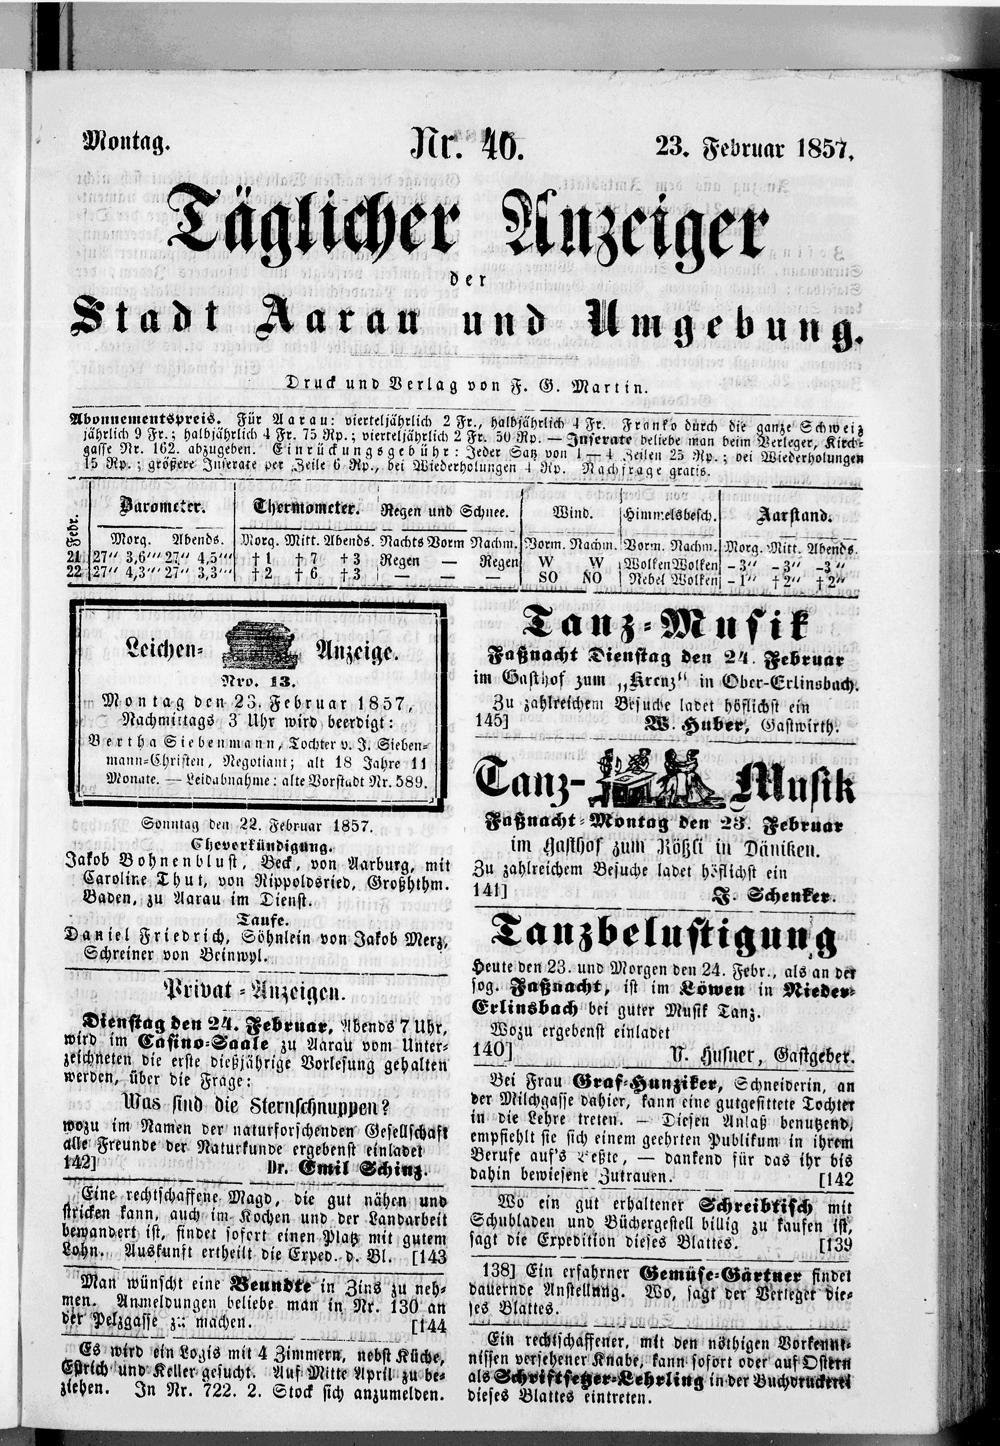 Montag.
Nr. 40.
23. Februar 1857.
Täglicher Anzeiger
der
Stadt Aarau und Umgebung.
Druck und Verlag von F. G. Martin.
Abonnementspreis. Für Aarau: vierteljährlich 2 Fr., halbjährlich 4 Fr. Franko durch die ganze Schweiz
jährlich 9 Fr.; halbjährlich 4 Fr. 75 Rp.; vierteljährlich 2 Fr. 50 Rp. — Inserate beliebe man beim Verleger, Kirch-
gasse Nr. 162. abzugeben. Einrückungsgebühr: Jeder Satz von 1—4 Zeilen 25 Rp.; bei Wiederholungen
15 Rp.; größere Inserate per Zeile 6 Rp., bei Wiederholungen 4 Rp. Nachfrage gratis.
Febr. Barometer. Thermometer. Regen und Schnee. Wind. Himmelsbesch. Aarstand.
Morg. Abends. Morg. Mitt. Abends. Nachts Vorm Nachm. Vorm. Nachm. Vorm. Nachm. Morg. Mitt. Abends.
21 27" 3,6"' 27" 4,5"' †1 †7 †3 Regen — Regen W W Wolken Wolken –3" –3" –3"
22 27" 4,3"' 27" 3,3"' †2 †6 †3 — — — SO NO Nebel Wolken –1" †2" †2"
Leichen-Anzeige.
Nro. 13.
Montag den 23. Februar 1857,
Nachmittags 3 Uhr wird beerdigt:
Bertha Siebenmann, Tochter v. J. Sieben-
mann-Christen, Negotiant; alt 18 Jahre 11
Monate. — Leidabnahme: alte Vorstadt Nr. 589.
Sonntag den 22. Februar 1857.
Eheverkündigung.
Jakob Bohnenblust, Beck, von Aarburg, mit
Caroline Thut, von Rippoldsried, Großhthm.
Baden, zu Aarau im Dienst.
Taufe.
Daniel Friedrich, Söhnlein von Jakob Merz,
Schreiner von Beinwyl.
Privat-Anzeigen.
Dienstag den 24. Februar, Abends 7 Uhr,
wird im Casino-Saale zu Aarau vom Unter-
zeichneten die erste dießjährige Vorlesung gehalten
werden, über die Frage:
Was sind die Sternschnuppen?
wozu im Namen der naturforschenden Gesellschaft
alle Freunde der Naturkunde ergebenst einladet
142] Dr. Emil Schinz.
Eine rechtschaffene Magd, die gut nähen und
stricken kann, auch im Kochen und der Landarbeit
bewandert ist, findet sofort einen Platz mit gutem
Lohn. Auskunft ertheilt die Exped. d. Bl. [143
Man wünscht eine Beundte in Zins zu neh-
men. Anmeldungen beliebe man in Nr. 130 an
der Pelzgasse zu machen. [144
Es wird ein Logis mit 4 Zimmern, nebst Küche,
Estrich und Keller gesucht. Auf Mitte April zu be-
ziehen. In Nr. 722. 2. Stock sich anzumelden.
Tanz-Musik
Faßnacht Dienstag den 24. Februar
im Gasthof zum „Kreuz" in Ober-Erlinsbach.
Zu zahlreichem Besuche ladet höflichst ein
145] W. Huber, Gastwirth.
Tanz-Musik
Faßnacht-Montag den 23. Februar
im Gasthof zum Rößli in Däniken.
Zu zahlreichem Besuche ladet höflichst ein
141] J. Schenker.
Tanzbelustigung
Heute den 23. und Morgen den 24. Febr., als an der
sog. Faßnacht, ist im Löwen in Nieder-
Erlinsbach bei guter Musik Tanz.
Wozu ergebenst einladet
140] V. Husner, Gastgeber.
Bei Frau Graf-Hunziker, Schneiderin, an
der Milchgasse dahier, kann eine gutgesittete Tochter
in die Lehre treten. — Diesen Anlaß benutzend,
empfiehlt sie sich einem geehrten Publikum in ihrem
Berufe auf's Beßte, — dankend für das ihr bis
dahin bewiesene Zutrauen. [142
Wo ein gut erhaltener Schreibtisch mit
Schubladen und Büchergestell billig zu kaufen ist,
sagt die Expedition dieses Blattes. [139
138] Ein erfahrner Gemüse-Gärtner findet
dauernde Anstellung. Wo, sagt der Verleger die-
ses Blattes.
Ein rechtschaffener, mit den nöthigen Vorkennt-
nissen versehener Knabe, kann sofort oder auf Ostern
als Schriftsetzer-Lehrling in der Buchdruckerei
dieses Blattes eintreten.